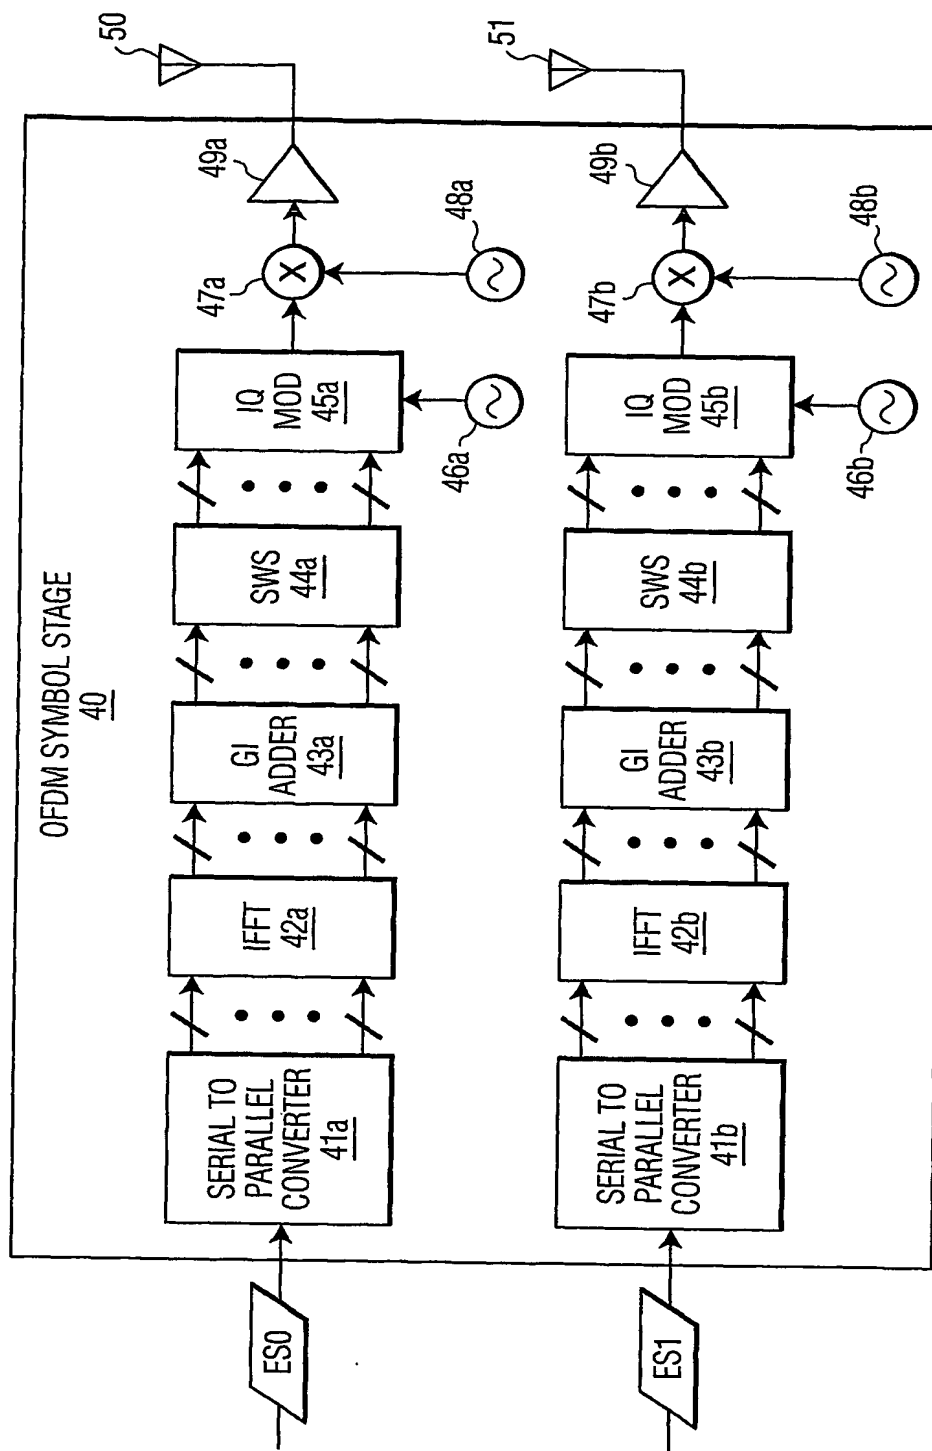 OFDM SYMBOL STAGE
40
ES0
SERIAL TO
PARALLEL
CONVERTER
41a
IFFT
42a
GI
ADDER
43a
SWS
44a
IQ
MOD
45a
46a
47a
X
48a
49a
50
ES1
SERIAL TO
PARALLEL
CONVERTER
41b
IFFT
42b
GI
ADDER
43b
SWS
44b
IQ
MOD
45b
46b
47b
X
48b
49b
51